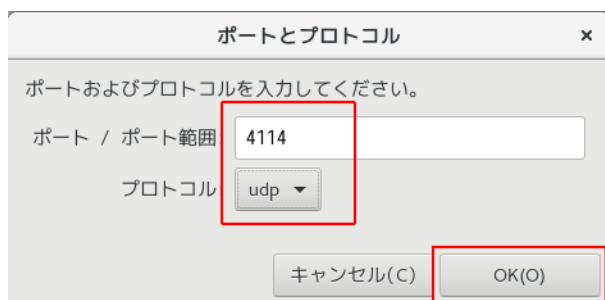 ポートとプロトコル ×
ポートおよびプロトコルを入力してください。
ポート / ポート範囲: 4114
プロトコル: udp
キャンセル(C) OK(O)